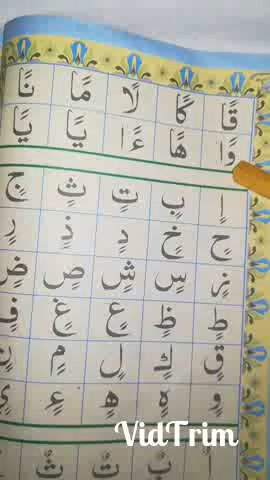 قًا كًا لًا مًا نًا
وًا هًا ءًا يًا يًا
اٍ بٍ تٍ ثٍ جٍ
حٍ خٍ دٍ ذٍ رٍ
زٍ سٍ شٍ صٍ ضٍ
طٍ ظٍ عٍ غٍ فٍ
قٍ كٍ لٍ مٍ نٍ
وٍ هٍ هٍ ءٍ يٍ
تٌ ثٌ
VidTrim